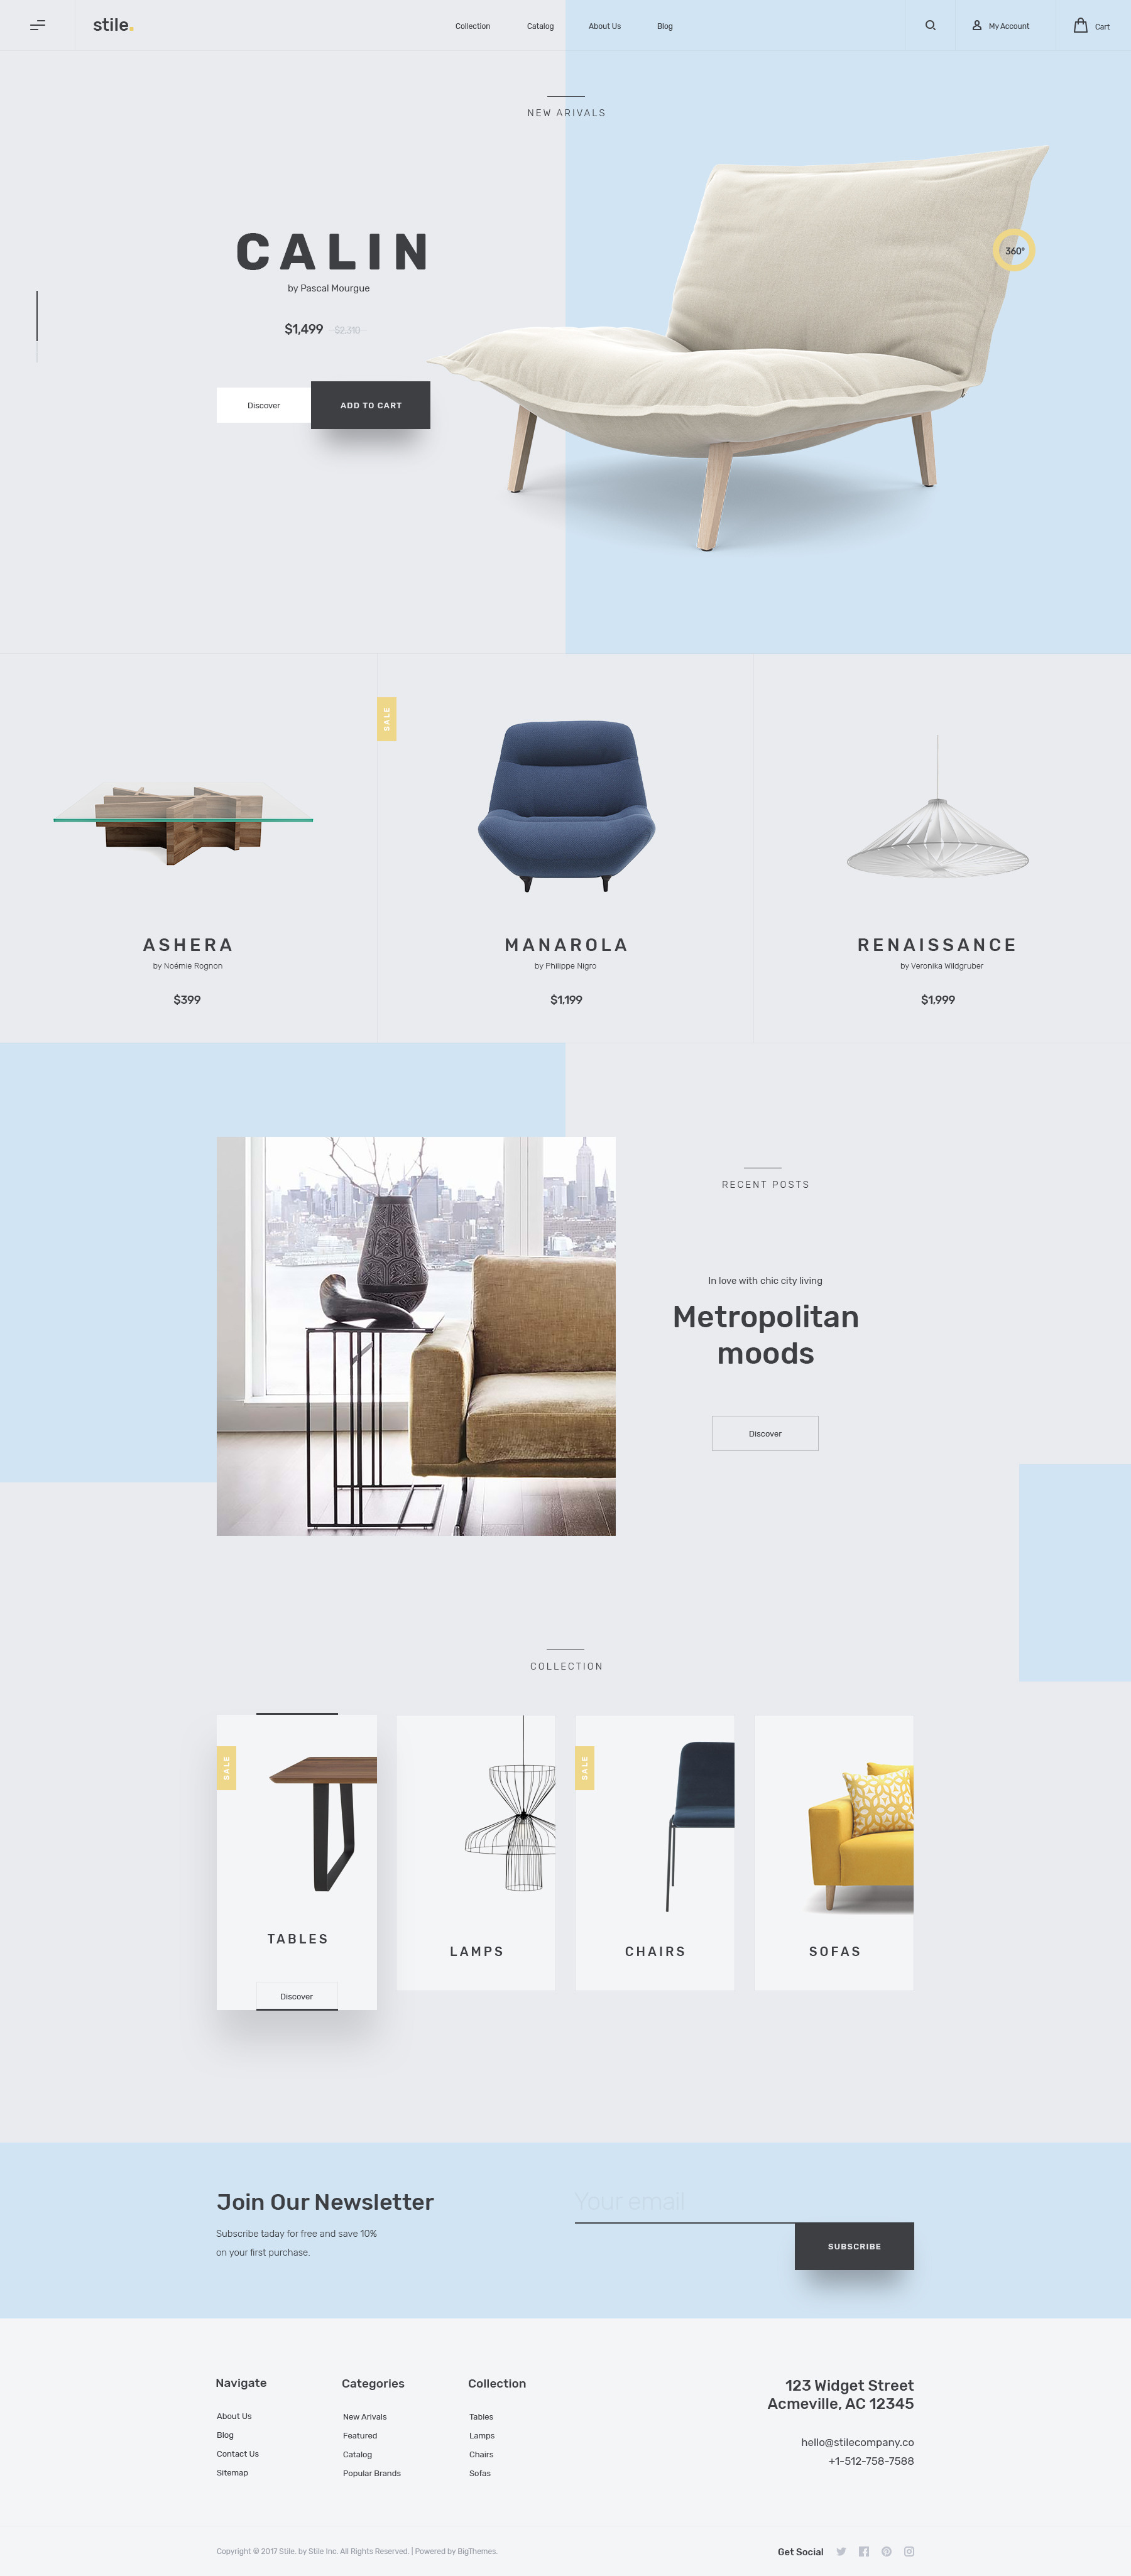 stile.
Collection
Catalog
About Us
Blog
My Account
Cart
NEW ARIVALS
CALIN
by Pascal Mourgue
$1,499 $2,310
Discover
ADD TO CART
360°
SALE
ASHERA
by Noémie Rognon
$399
MANAROLA
by Philippe Nigro
$1,199
RENAISSANCE
by Veronika Wildgruber
$1,999
RECENT POSTS
In love with chic city living
Metropolitan
moods
Discover
COLLECTION
SALE
TABLES
Discover
LAMPS
SALE
CHAIRS
SOFAS
Join Our Newsletter
Subscribe taday for free and save 10%
on your first purchase.
Your email
SUBSCRIBE
Navigate
About Us
Blog
Contact Us
Sitemap
Categories
New Arivals
Featured
Catalog
Popular Brands
Collection
Tables
Lamps
Chairs
Sofas
123 Widget Street
Acmeville, AC 12345
hello@stilecompany.co
+1-512-758-7588
Copyright © 2017 Stile. by Stile Inc. All Rights Reserved. | Powered by BigThemes.
Get Social